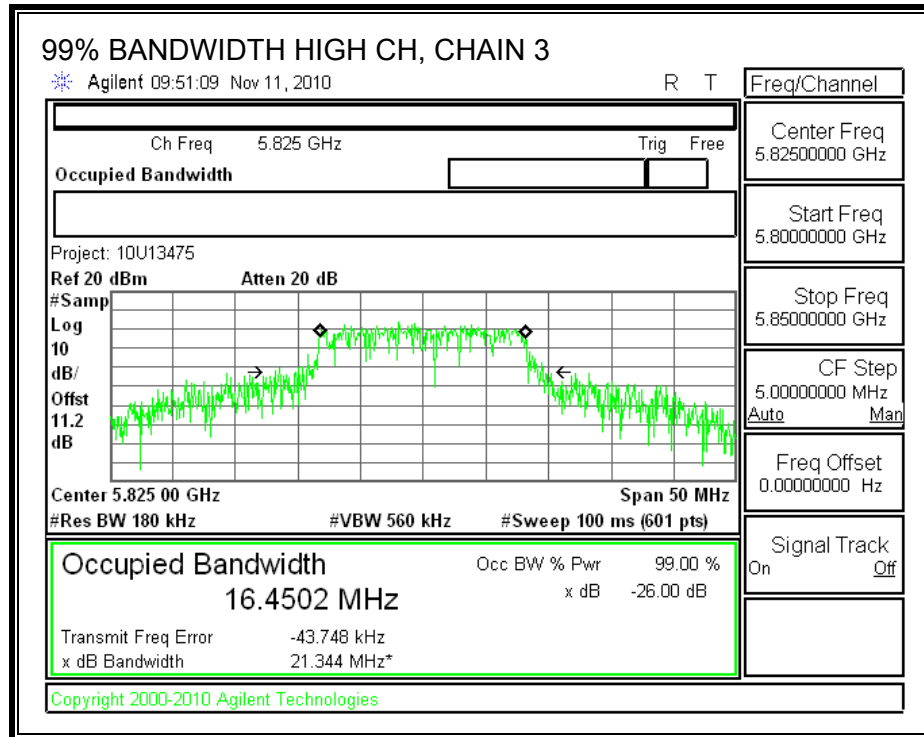 99% BANDWIDTH HIGH CH, CHAIN 3
Agilent 09:51:09 Nov 11, 2010 R T
Freq/Channel
Ch Freq 5.825 GHz Trig Free
Occupied Bandwidth
Center Freq
5.82500000 GHz
Start Freq
5.80000000 GHz
Stop Freq
5.85000000 GHz
CF Step
5.00000000 MHz
Auto Man
Freq Offset
0.00000000 Hz
Signal Track
On Off
Project: 10U13475
Ref 20 dBm Atten 20 dB
#Samp
Log
10
dB/
Offst
11.2
dB
Center 5.825 00 GHz Span 50 MHz
#Res BW 180 kHz #VBW 560 kHz #Sweep 100 ms (601 pts)
Occupied Bandwidth Occ BW % Pwr 99.00 %
16.4502 MHz x dB -26.00 dB
Transmit Freq Error -43.748 kHz
x dB Bandwidth 21.344 MHz*
Copyright 2000-2010 Agilent Technologies